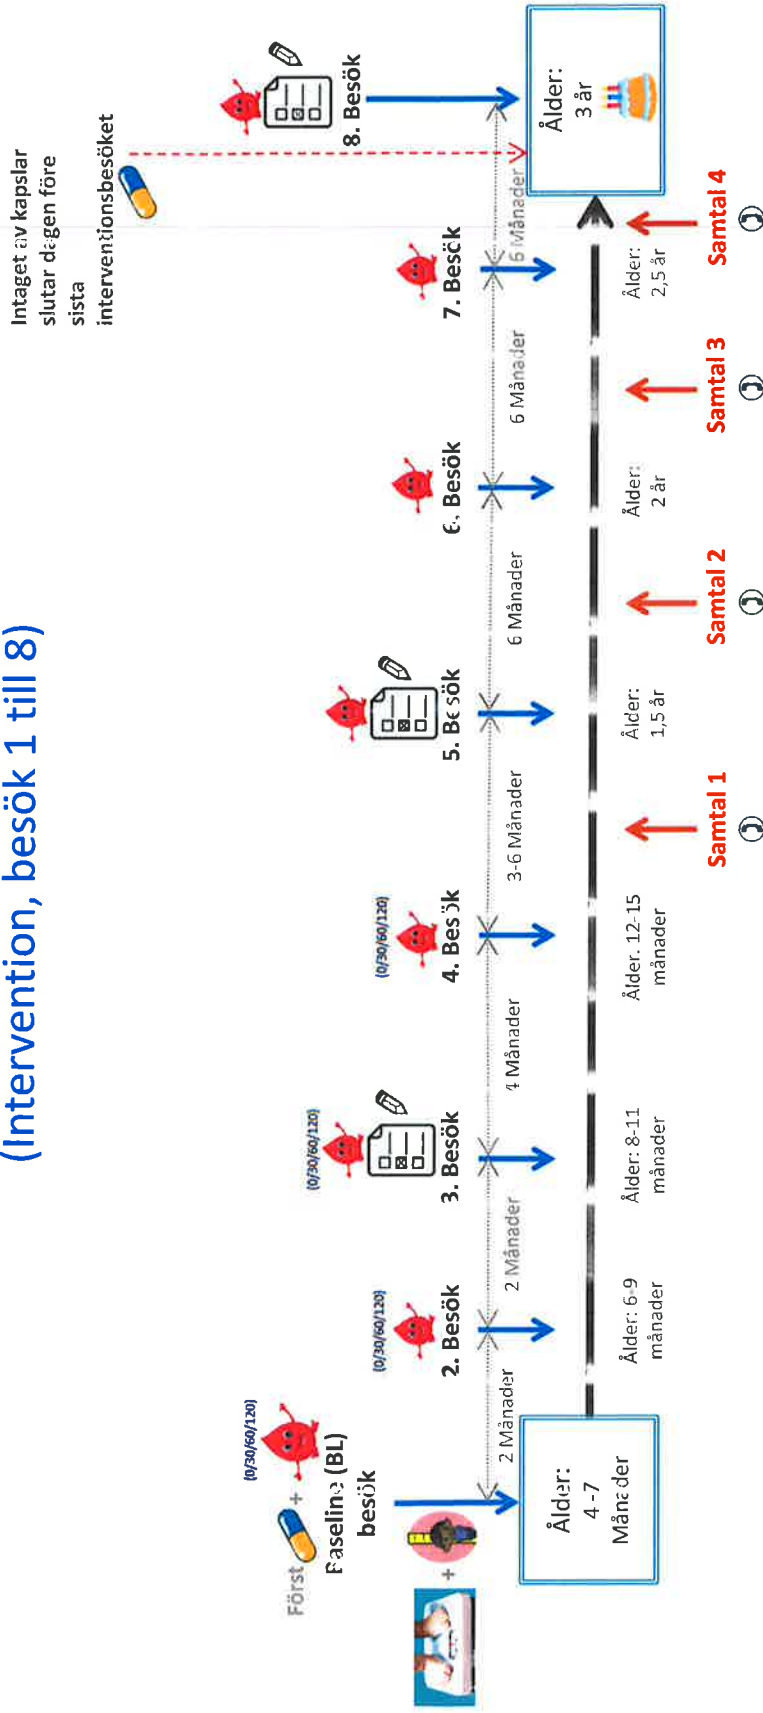 (Intervention, besök 1 till 8)
Intaget av kapslar
slutar dagen före
sista
interventionsbesöket
Först
+
(0/30/60/120)
Baseline (BL)
besök
+
(0/30/60/120)
2. Besök
(0/30/60/120)
3. Besök
(0/30/60/120)
4. Besök
5. Besök
6. Besök
7. Besök
8. Besök
2 Månader
2 Månader
4 Månader
3-6 Månader
6 Månader
6 Månader
6 Månader
Ålder:
4 -7
Månader
Ålder: 6-9
månader
Ålder: 8-11
månader
Ålder. 12-15
månader
Ålder:
1,5 år
Ålder:
2 år
Ålder:
2,5 år
Ålder:
3 år
Samtal 1
Samtal 2
Samtal 3
Samtal 4